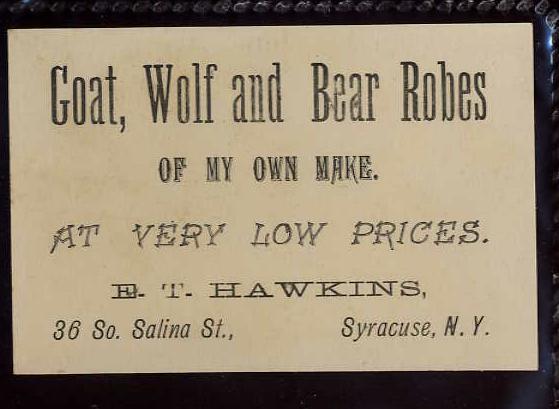 Goat, Wolf and Bear Robes
OF MY OWN MAKE.
AT VERY LOW PRICES.
E. T. HAWKINS,
36 So. Salina St., Syracuse, N. Y.